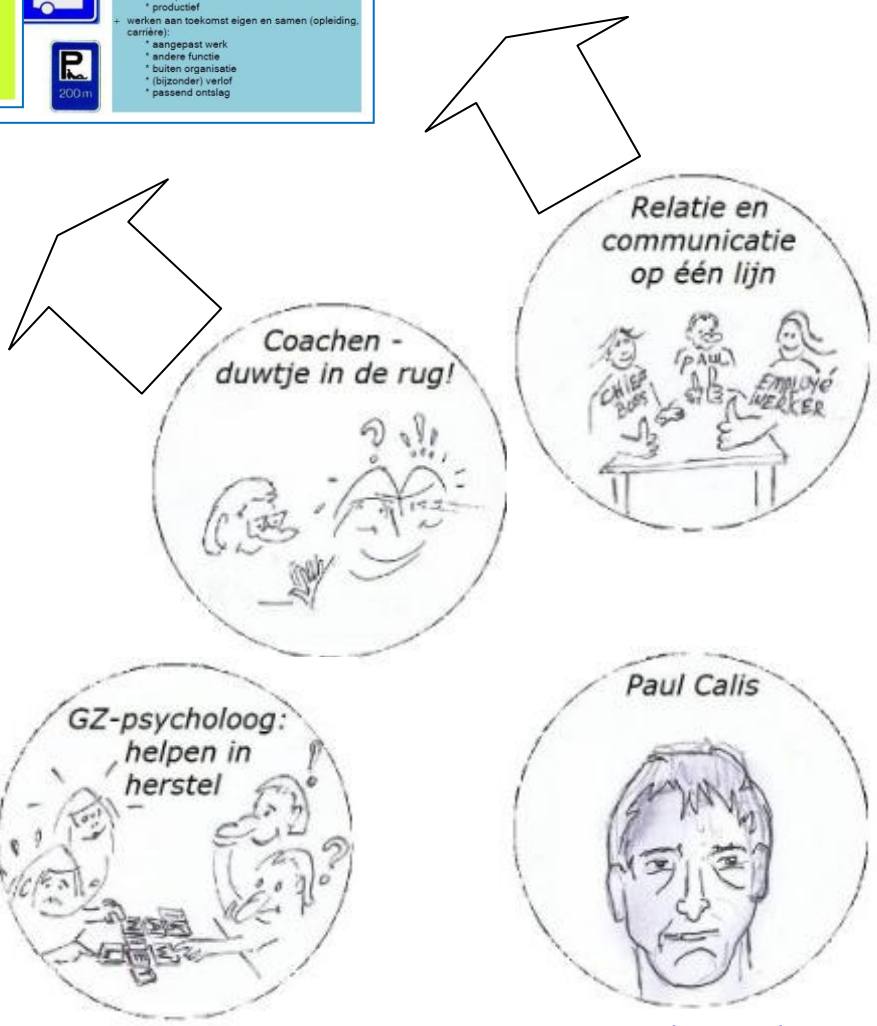 * productief
+ werken aan toekomst eigen en samen (opleiding,
carrière):
* aangepast werk
* andere functie
* buiten organisatie
* (bijzonder) verlof
* passend ontslag
P
200 m
Relatie en
communicatie
op één lijn
CHIEF
BOSS
PAUL
EMPLOYé
WERKER
Coachen -
duwtje in de rug!
? !!!
GZ-psycholoog:
helpen in
herstel
!
?
Paul Calis